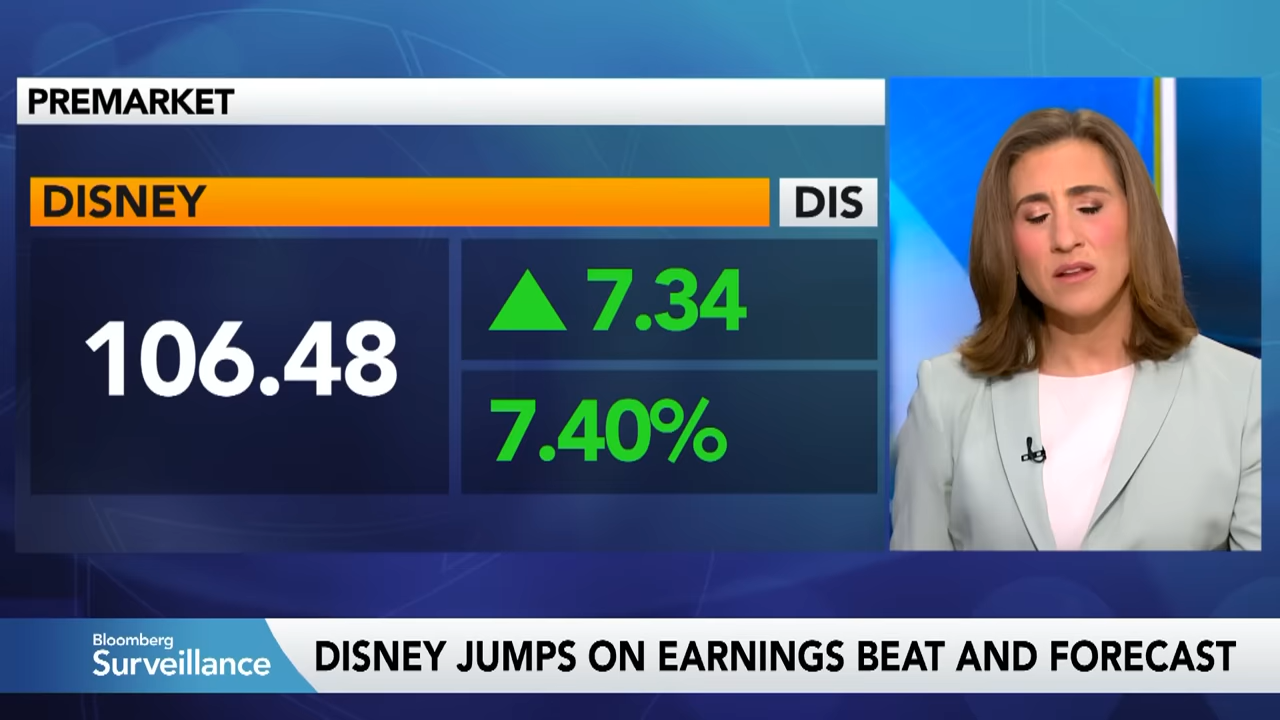 PREMARKET
DISNEY
DIS
106.48
▲ 7.34
7.40%
Bloomberg
Surveillance
DISNEY JUMPS ON EARNINGS BEAT AND FORECAST